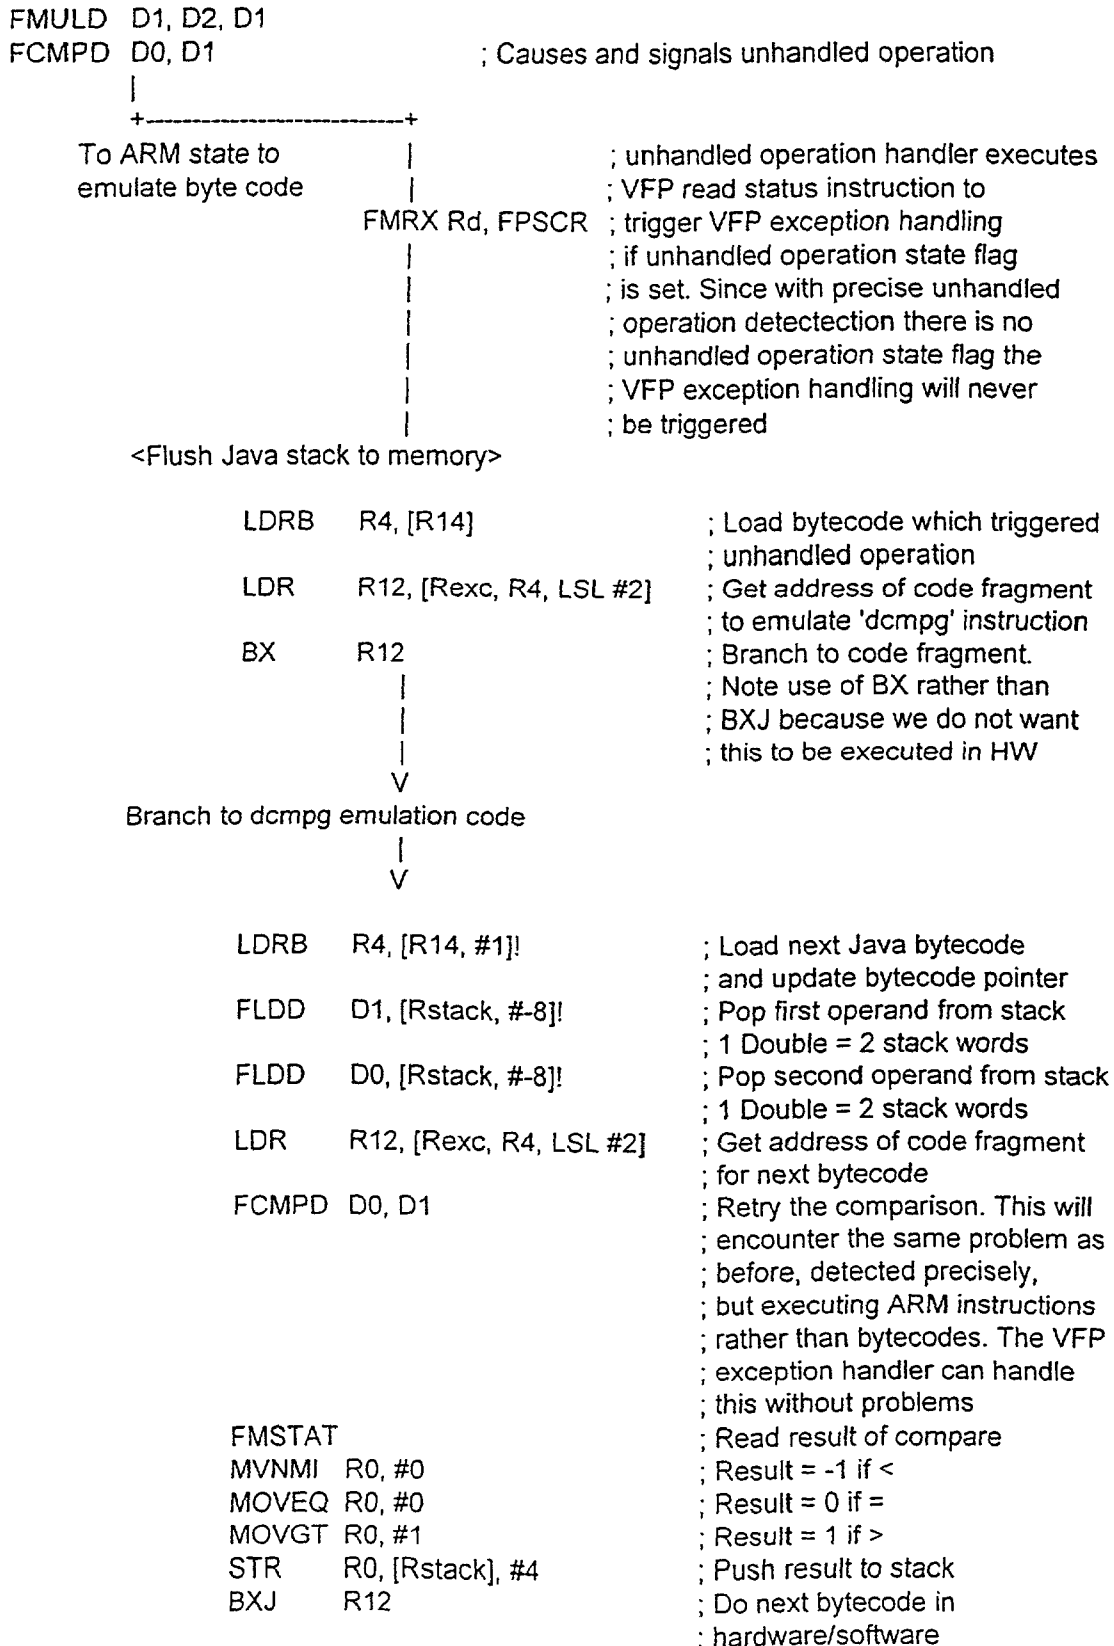 FMULD D1, D2, D1
FCMPD D0, D1 ; Causes and signals unhandled operation
|
+---------------------------+
To ARM state to | ; unhandled operation handler executes
emulate byte code | ; VFP read status instruction to
FMRX Rd, FPSCR ; trigger VFP exception handling
| ; if unhandled operation state flag
| ; is set. Since with precise unhandled
| ; operation detectection there is no
| ; unhandled operation state flag the
| ; VFP exception handling will never
| ; be triggered
<Flush Java stack to memory>
LDRB R4, [R14] ; Load bytecode which triggered
; unhandled operation
LDR R12, [Rexc, R4, LSL #2] ; Get address of code fragment
; to emulate 'dcmpg' instruction
BX R12 ; Branch to code fragment.
| ; Note use of BX rather than
| ; BXJ because we do not want
| ; this to be executed in HW
V
Branch to dcmpg emulation code
|
V
LDRB R4, [R14, #1]! ; Load next Java bytecode
; and update bytecode pointer
FLDD D1, [Rstack, #-8]! ; Pop first operand from stack
; 1 Double = 2 stack words
FLDD D0, [Rstack, #-8]! ; Pop second operand from stack
; 1 Double = 2 stack words
LDR R12, [Rexc, R4, LSL #2] ; Get address of code fragment
; for next bytecode
FCMPD D0, D1 ; Retry the comparison. This will
; encounter the same problem as
; before, detected precisely,
; but executing ARM instructions
; rather than bytecodes. The VFP
; exception handler can handle
; this without problems
FMSTAT ; Read result of compare
MVNMI R0, #0 ; Result = -1 if <
MOVEQ R0, #0 ; Result = 0 if =
MOVGT R0, #1 ; Result = 1 if >
STR R0, [Rstack], #4 ; Push result to stack
BXJ R12 ; Do next bytecode in
; hardware/software